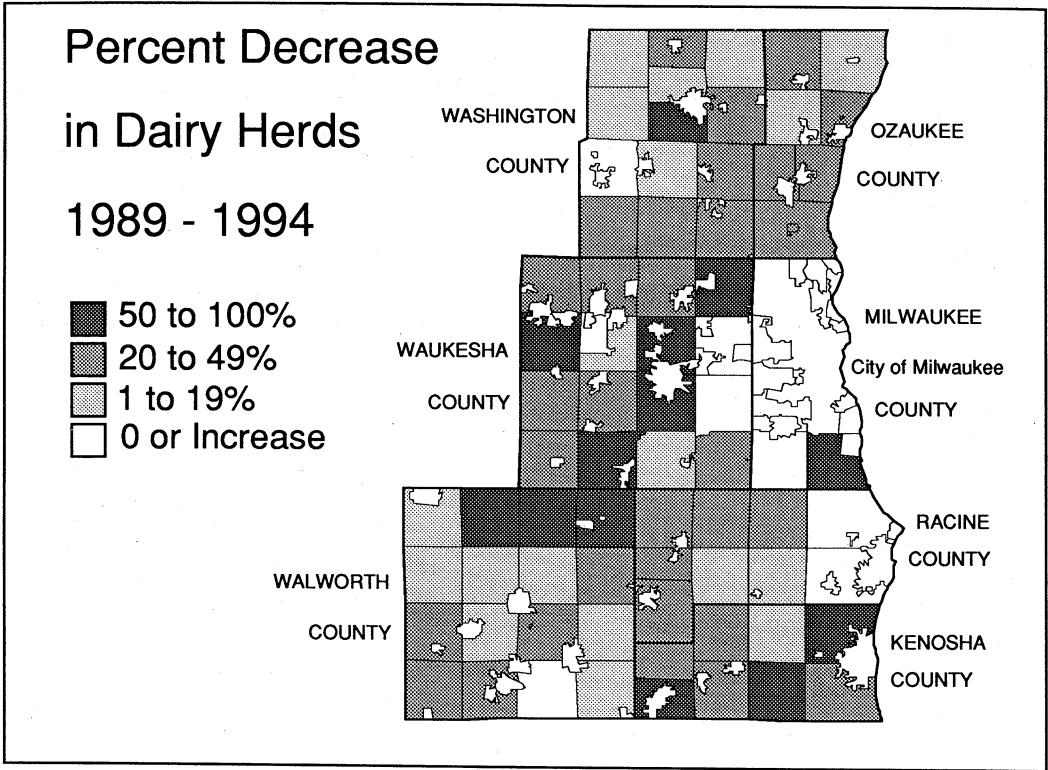 Percent Decrease
in Dairy Herds
1989 - 1994
50 to 100%
20 to 49%
1 to 19%
0 or Increase
WASHINGTON
COUNTY
OZAUKEE
COUNTY
WAUKESHA
COUNTY
MILWAUKEE
City of Milwaukee
COUNTY
WALWORTH
COUNTY
RACINE
COUNTY
KENOSHA
COUNTY